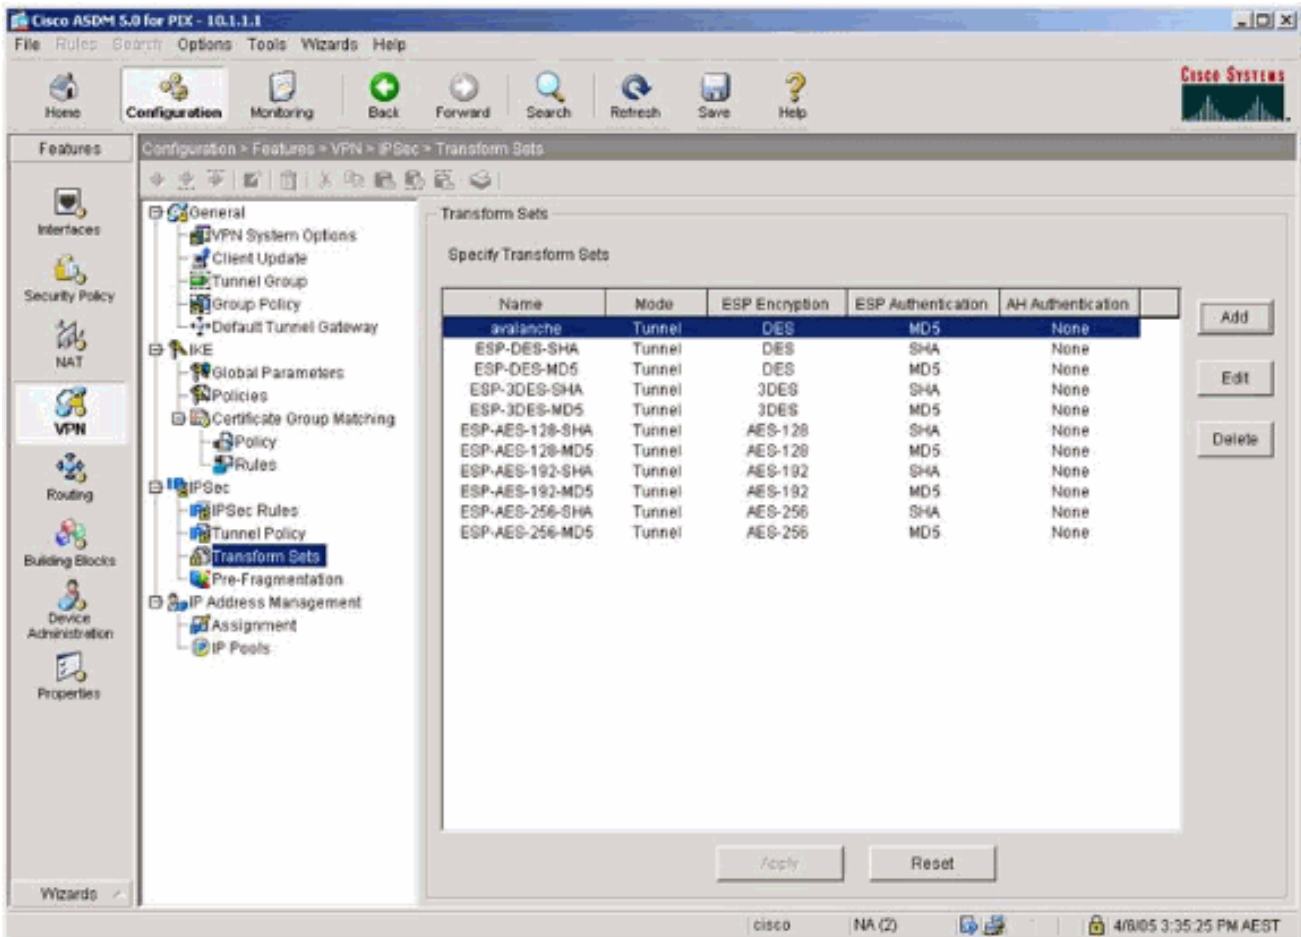 Cisco ASDM 5.0 for PIX - 10.1.1.1
File Rules Search Options Tools Wizards Help
Home Configuration Monitoring Back Forward Search Refresh Save Help
CISCO SYSTEMS
Features
Configuration > Features > VPN > IPSec > Transform Sets
Interfaces
Security Policy
NAT
VPN
Routing
Building Blocks
Device
Administration
Properties
Wizards
General
VPN System Options
Client Update
Tunnel Group
Group Policy
Default Tunnel Gateway
IKE
Global Parameters
Policies
Certificate Group Matching
Policy
Rules
IPSec
IPSec Rules
Tunnel Policy
Transform Sets
Pre-Fragmentation
IP Address Management
Assignment
IP Pools
Transform Sets
Specify Transform Sets
Name Mode ESP Encryption ESP Authentication AH Authentication
avalanche Tunnel DES MD5 None
ESP-DES-SHA Tunnel DES SHA None
ESP-DES-MD5 Tunnel DES MD5 None
ESP-3DES-SHA Tunnel 3DES SHA None
ESP-3DES-MD5 Tunnel 3DES MD5 None
ESP-AES-128-SHA Tunnel AES-128 SHA None
ESP-AES-128-MD5 Tunnel AES-128 MD5 None
ESP-AES-192-SHA Tunnel AES-192 SHA None
ESP-AES-192-MD5 Tunnel AES-192 MD5 None
ESP-AES-256-SHA Tunnel AES-256 SHA None
ESP-AES-256-MD5 Tunnel AES-256 MD5 None
Add
Edit
Delete
Apply Reset
cisco NA (2) 4/8/05 3:35:25 PM AEST